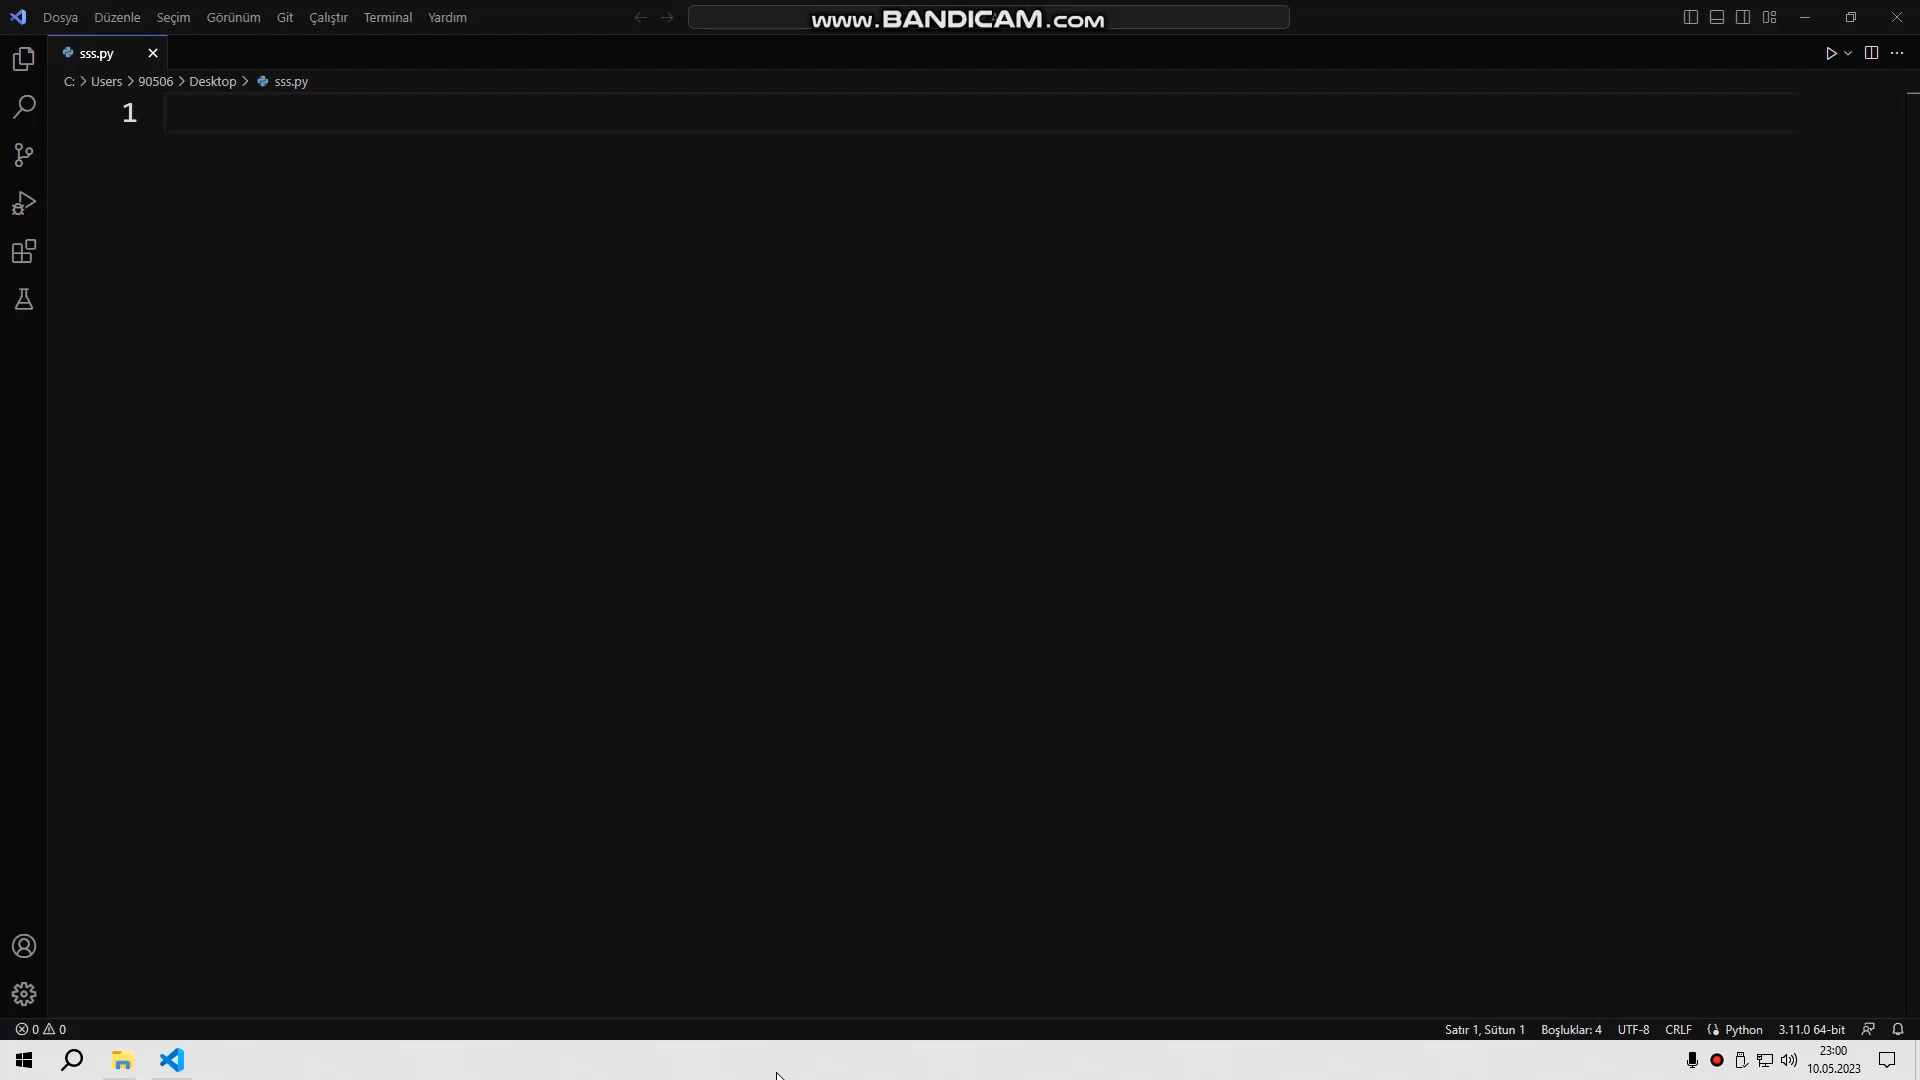 Dosya Düzenle Seçim Görünüm Git Çalıştır Terminal Yardım
www.BANDICAM.com
sss.py
C: > Users > 90506 > Desktop > sss.py
1
0 0
Satır 1, Sütun 1 Boşluklar: 4 UTF-8 CRLF Python 3.11.0 64-bit
23:00
10.05.2023